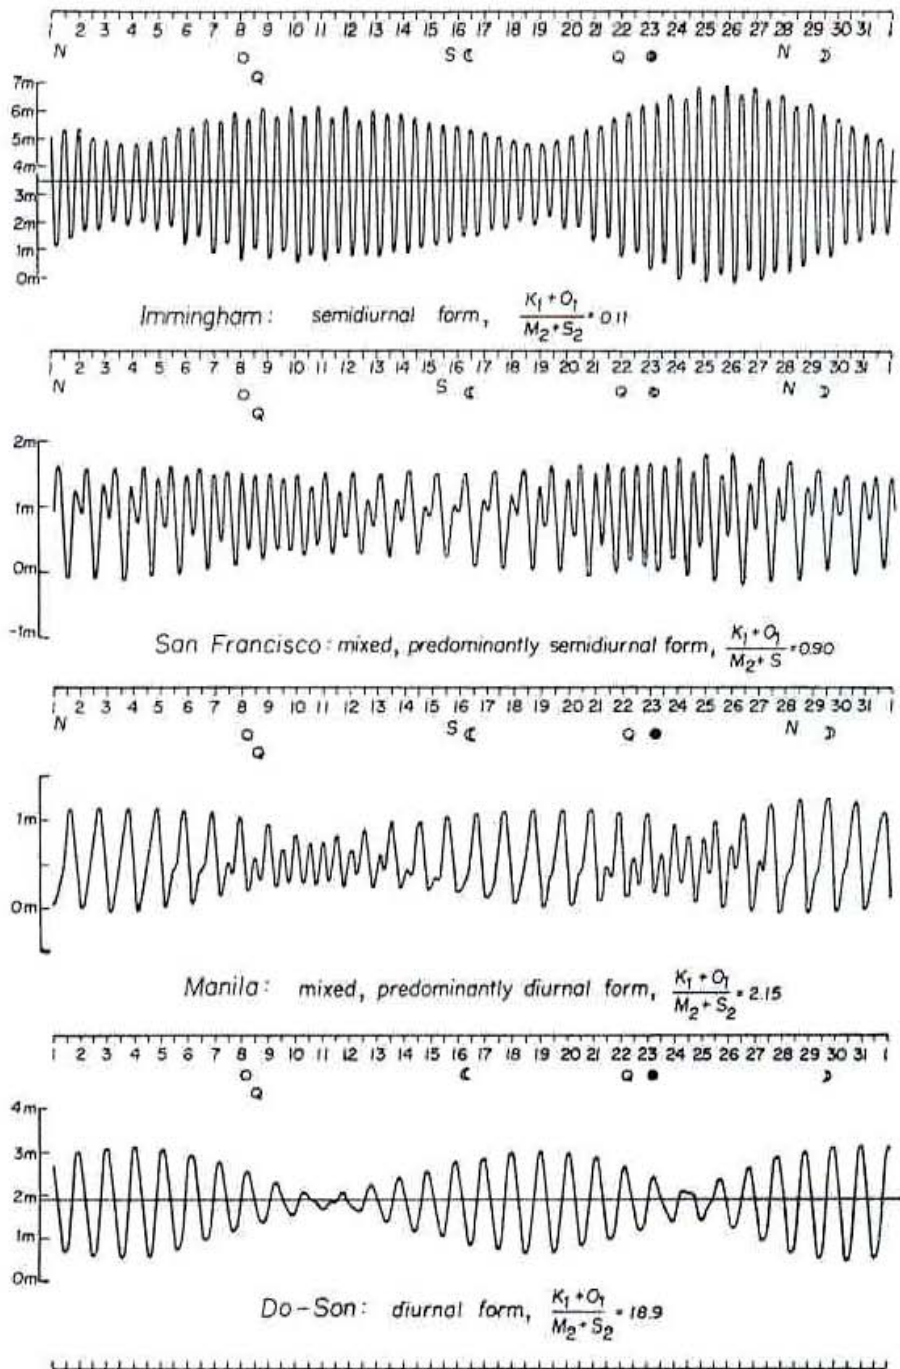 1 2 3 4 5 6 7 8 9 10 11 12 13 14 15 16 17 18 19 20 21 22 23 24 25 26 27 28 29 30 31 1
N S Q N
Q
7m
6m
5m
4m
3m
2m
1m
0m
Immingham: semidiurnal form, K1 + O1 / M2 + S2 = 0.11
1 2 3 4 5 6 7 8 9 10 11 12 13 14 15 16 17 18 19 20 21 22 23 24 25 26 27 28 29 30 31 1
N S Q N
Q
2m
1m
0m
-1m
San Francisco: mixed, predominantly semidiurnal form, K1 + O1 / M2 + S = 0.90
1 2 3 4 5 6 7 8 9 10 11 12 13 14 15 16 17 18 19 20 21 22 23 24 25 26 27 28 29 30 31 1
N S Q N
Q
1m
0m
Manila: mixed, predominantly diurnal form, K1 + O1 / M2 + S2 = 2.15
1 2 3 4 5 6 7 8 9 10 11 12 13 14 15 16 17 18 19 20 21 22 23 24 25 26 27 28 29 30 31 1
Q
Q
4m
3m
2m
1m
0m
Do-Son: diurnal form, K1 + O1 / M2 + S2 = 18.9